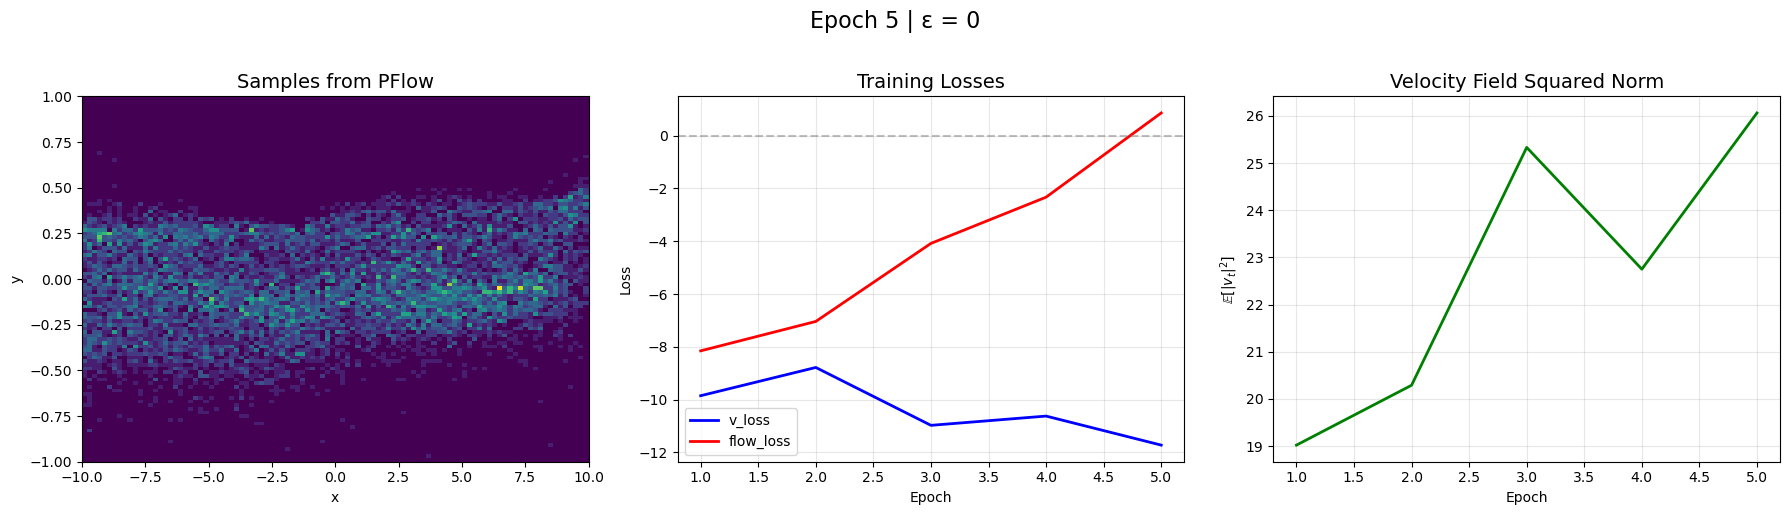 Epoch 5 | ε = 0
Samples from PFlow
1.00
0.75
0.50
0.25
0.00
−0.25
−0.50
−0.75
−1.00
y
−10.0 −7.5 −5.0 −2.5 0.0 2.5 5.0 7.5 10.0
x
Training Losses
0
−2
−4
−6
−8
−10
−12
Loss
v_loss
flow_loss
1.0 1.5 2.0 2.5 3.0 3.5 4.0 4.5 5.0
Epoch
Velocity Field Squared Norm
26
25
24
23
22
21
20
19
𝔼[|v_t|²]
1.0 1.5 2.0 2.5 3.0 3.5 4.0 4.5 5.0
Epoch